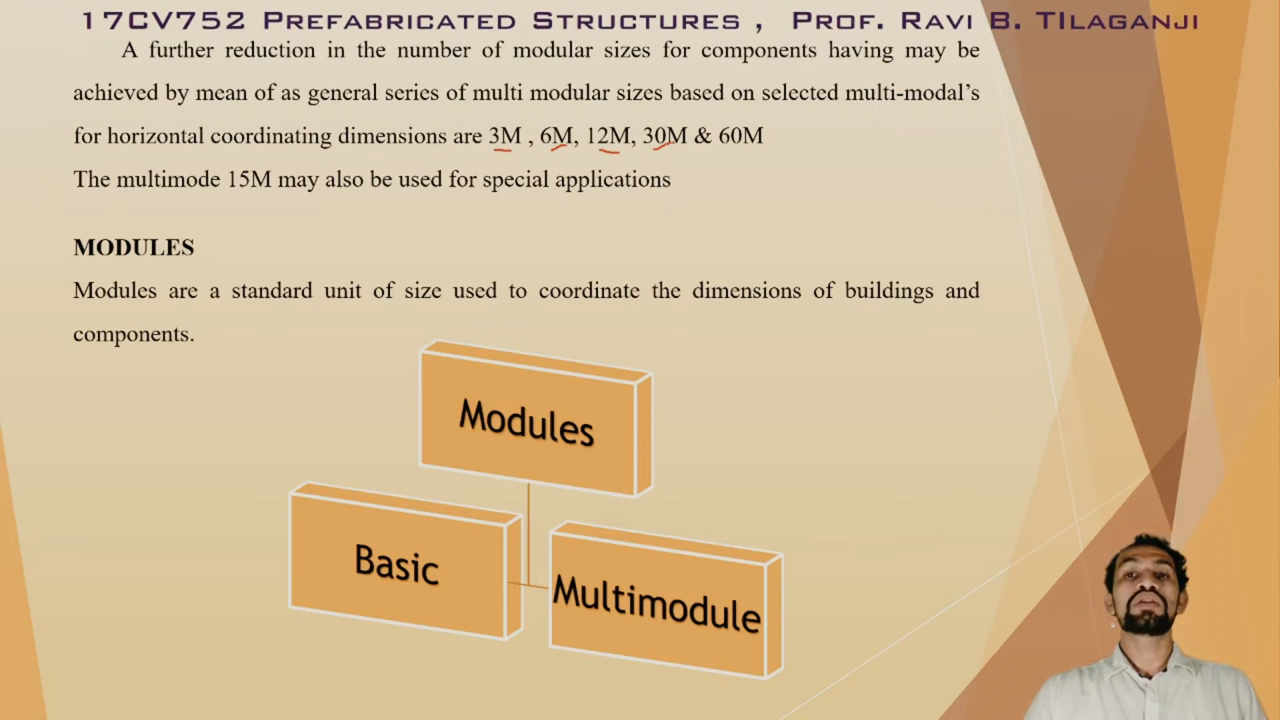 17CV752 PREFABRICATED STRUCTURES , PROF. RAVI B. TILAGANJI
A further reduction in the number of modular sizes for components having may be
achieved by mean of as general series of multi modular sizes based on selected multi-modal’s
for horizontal coordinating dimensions are 3M , 6M, 12M, 30M & 60M
The multimode 15M may also be used for special applications
MODULES
Modules are a standard unit of size used to coordinate the dimensions of buildings and
components.
Modules
Basic
Multimodule